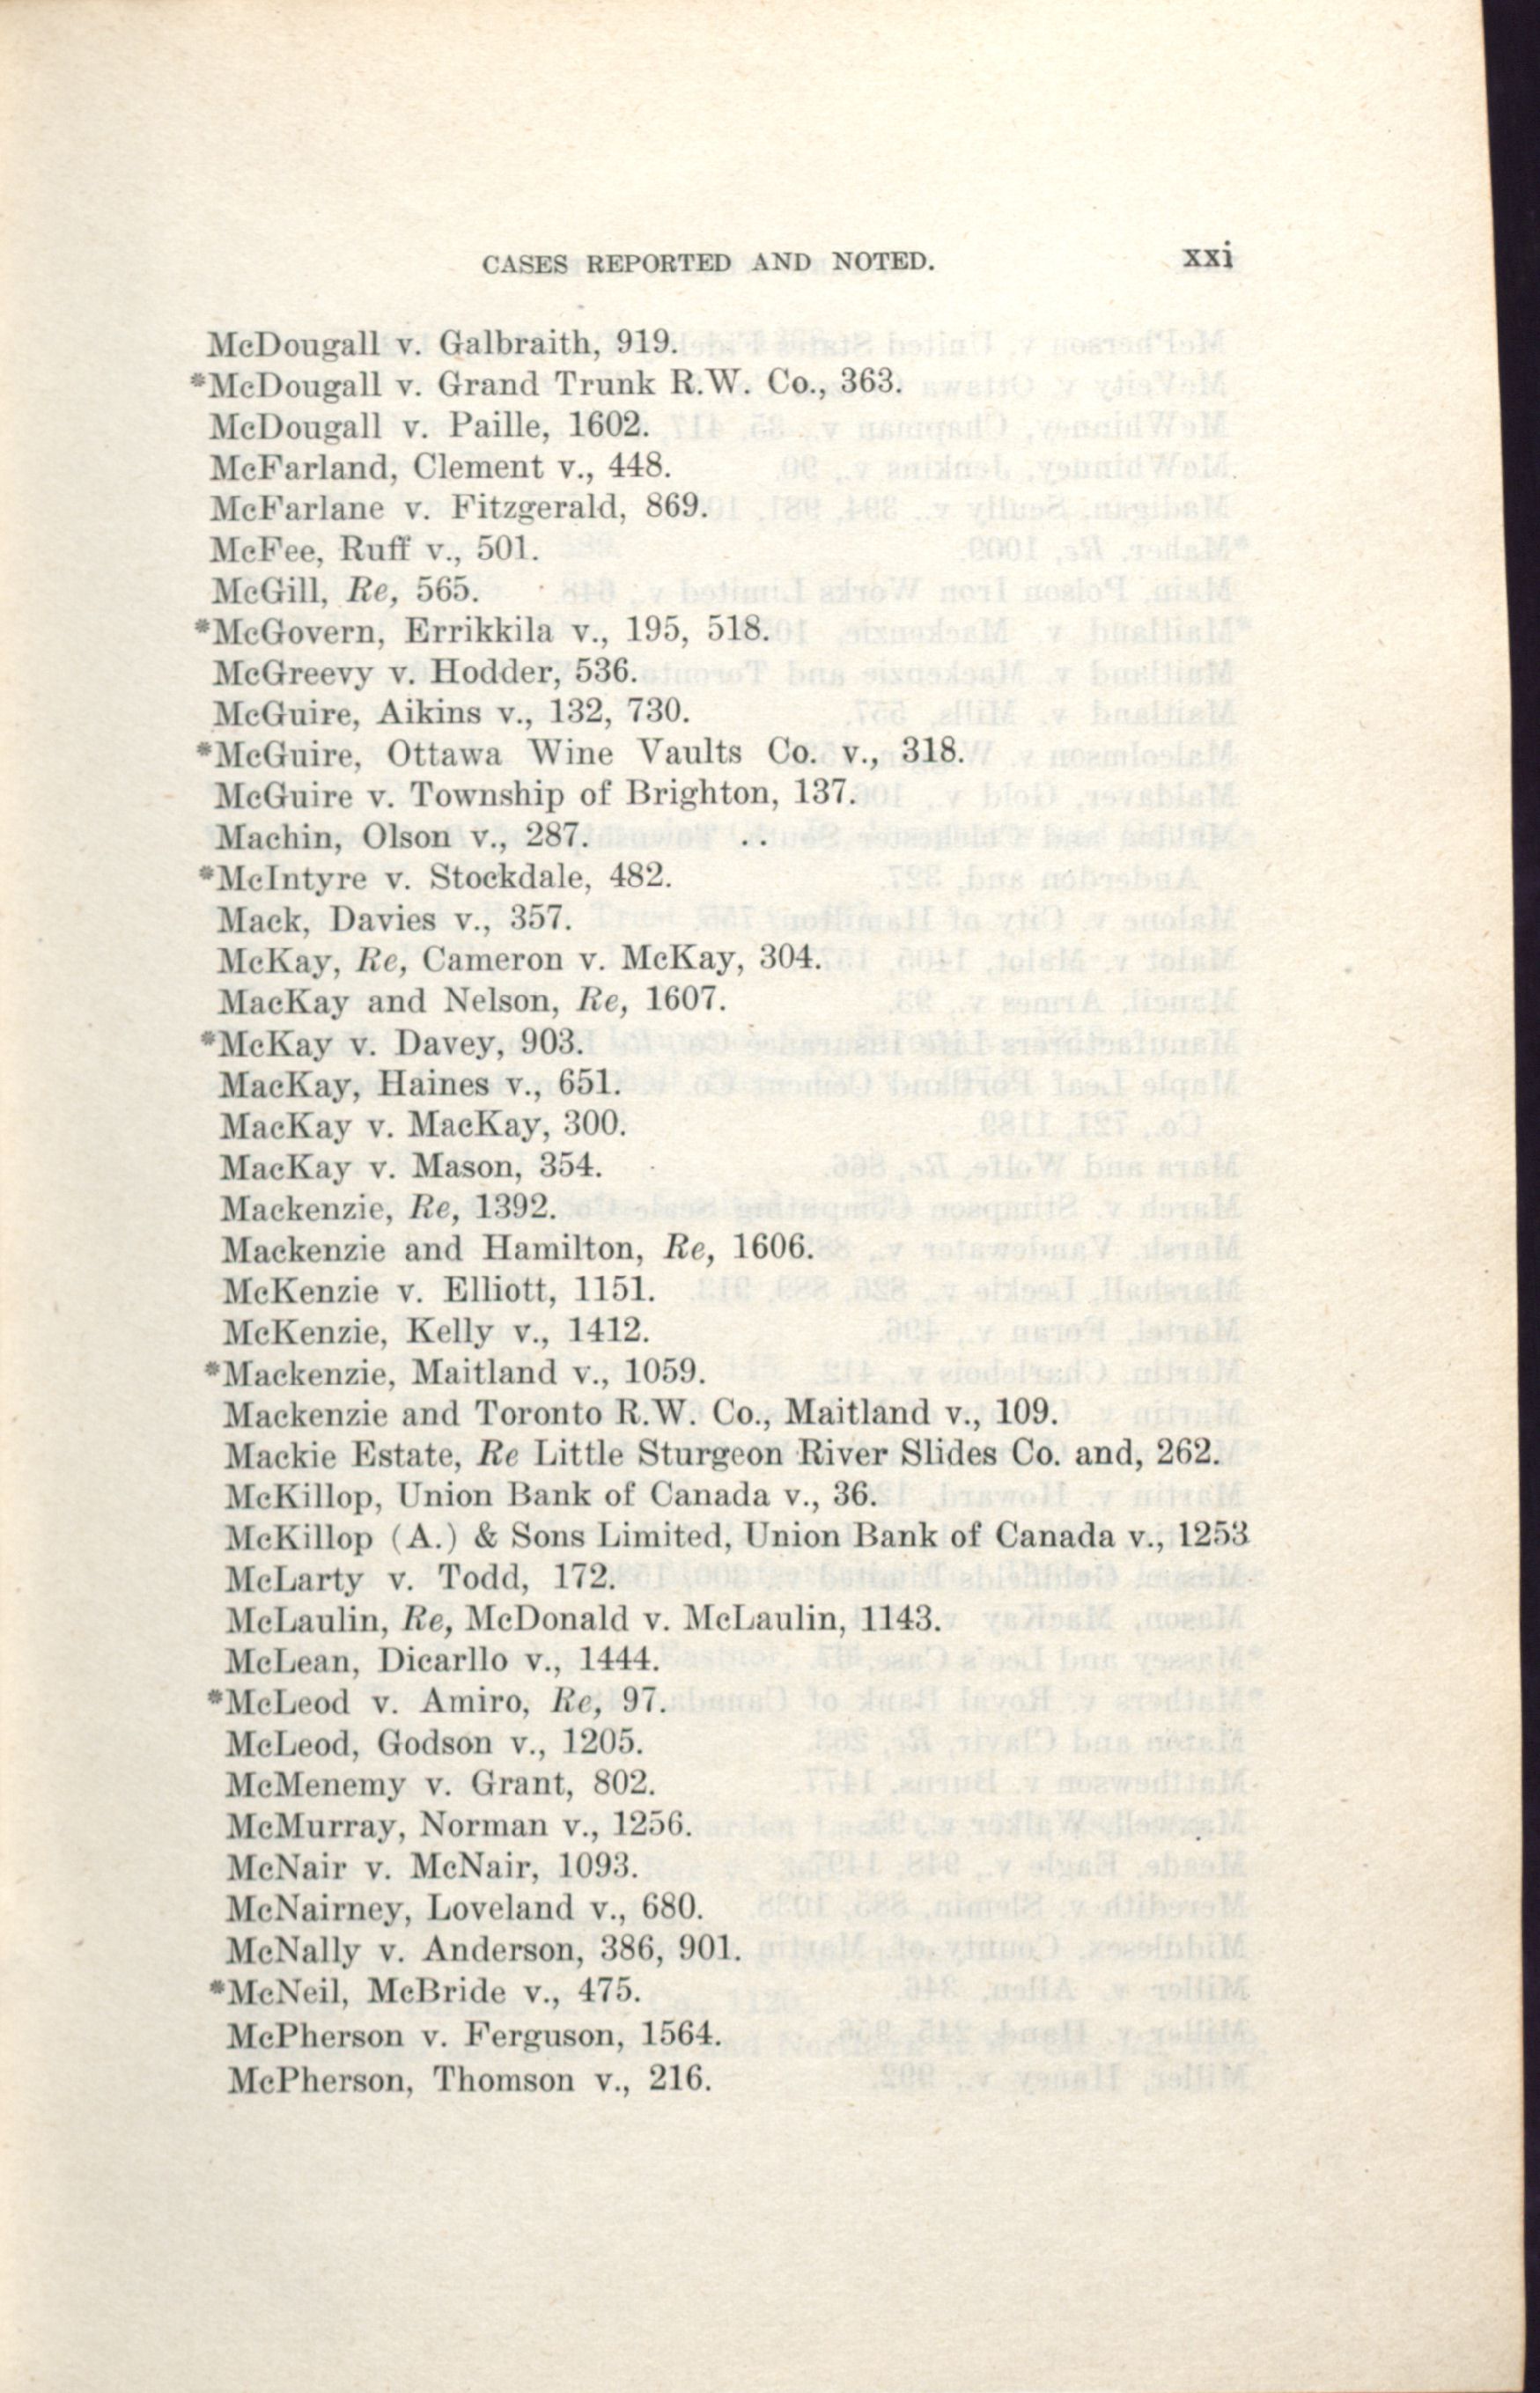 CASES REPORTED AND NOTED. xxi
McDougall v. Galbraith, 919.
*McDougall v. Grand Trunk R.W. Co., 363.
McDougall v. Paille, 1602.
McFarland, Clement v., 448.
McFarlane v. Fitzgerald, 869.
McFee, Ruff v., 501.
McGill, Re, 565.
*McGovern, Errikkila v., 195, 518.
McGreevy v. Hodder, 536.
McGuire, Aikins v., 132, 730.
*McGuire, Ottawa Wine Vaults Co. v., 318.
McGuire v. Township of Brighton, 137.
Machin, Olson v., 287.
*McIntyre v. Stockdale, 482.
Mack, Davies v., 357.
McKay, Re, Cameron v. McKay, 304.
MacKay and Nelson, Re, 1607.
*McKay v. Davey, 903.
MacKay, Haines v., 651.
MacKay v. MacKay, 300.
MacKay v. Mason, 354.
Mackenzie, Re, 1392.
Mackenzie and Hamilton, Re, 1606.
McKenzie v. Elliott, 1151.
McKenzie, Kelly v., 1412.
*Mackenzie, Maitland v., 1059.
Mackenzie and Toronto R.W. Co., Maitland v., 109.
Mackie Estate, Re Little Sturgeon River Slides Co. and, 262.
McKillop, Union Bank of Canada v., 36.
McKillop (A.) & Sons Limited, Union Bank of Canada v., 1253
McLarty v. Todd, 172.
McLaulin, Re, McDonald v. McLaulin, 1143.
McLean, Dicarllo v., 1444.
*McLeod v. Amiro, Re, 97.
McLeod, Godson v., 1205.
McMenemy v. Grant, 802.
McMurray, Norman v., 1256.
McNair v. McNair, 1093.
McNairney, Loveland v., 680.
McNally v. Anderson, 386, 901.
*McNeil, McBride v., 475.
McPherson v. Ferguson, 1564.
McPherson, Thomson v., 216.